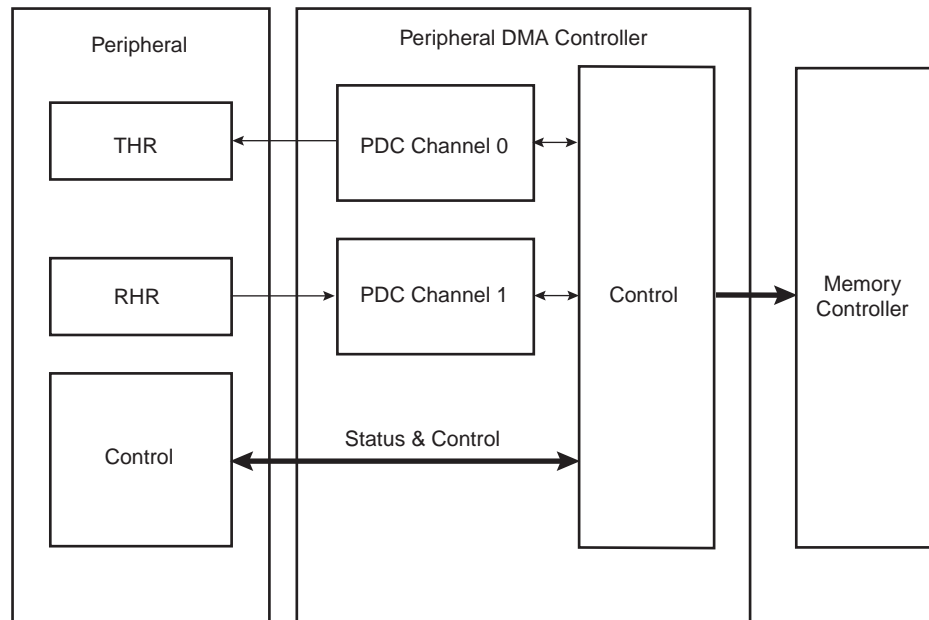 Peripheral
Peripheral DMA Controller
THR
PDC Channel 0
RHR
PDC Channel 1
Control
Memory
Controller
Status & Control
Control